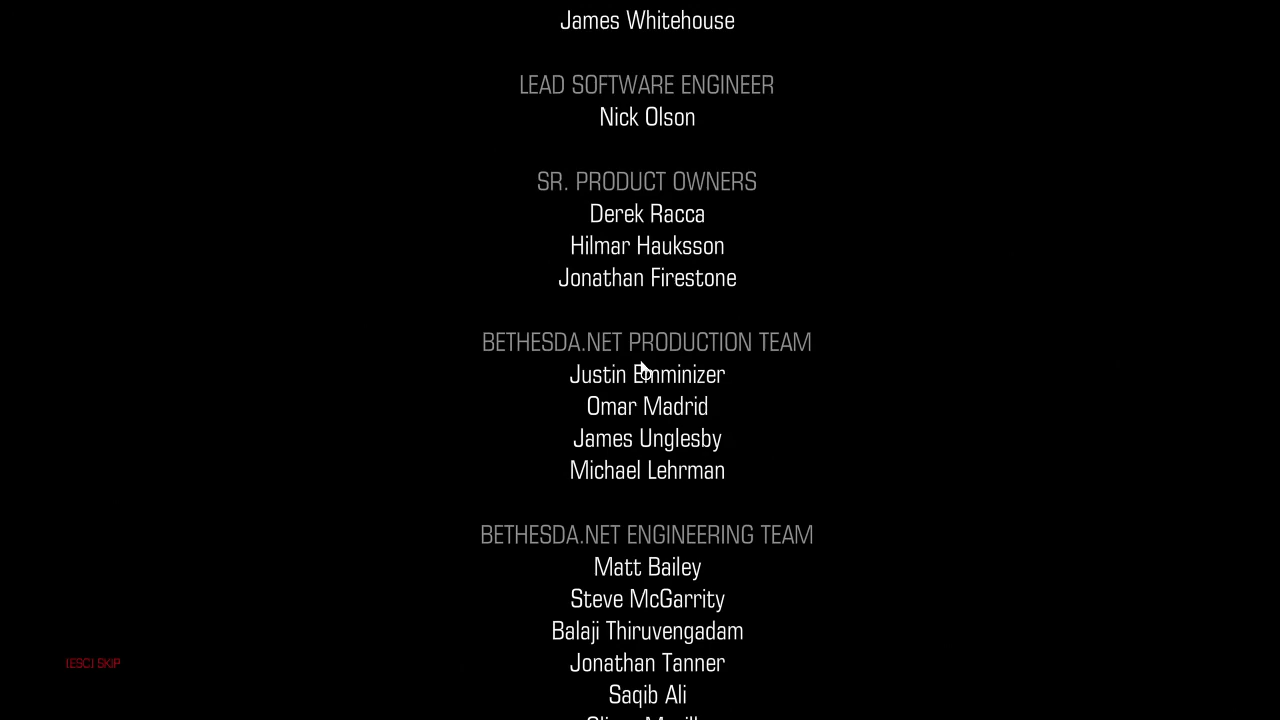 James Whitehouse
LEAD SOFTWARE ENGINEER
Nick Olson
SR. PRODUCT OWNERS
Derek Racca
Hilmar Hauksson
Jonathan Firestone
BETHESDA.NET PRODUCTION TEAM
Justin Emminizer
Omar Madrid
James Unglesby
Michael Lehrman
BETHESDA.NET ENGINEERING TEAM
Matt Bailey
Steve McGarrity
Balaji Thiruvengadam
Jonathan Tanner
[ESC] SKIP
Saqib Ali